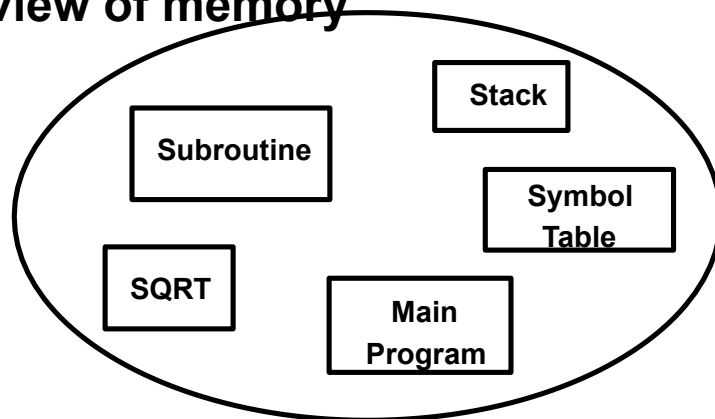 view of memory
Stack
Subroutine
Symbol
Table
SQRT
Main
Program